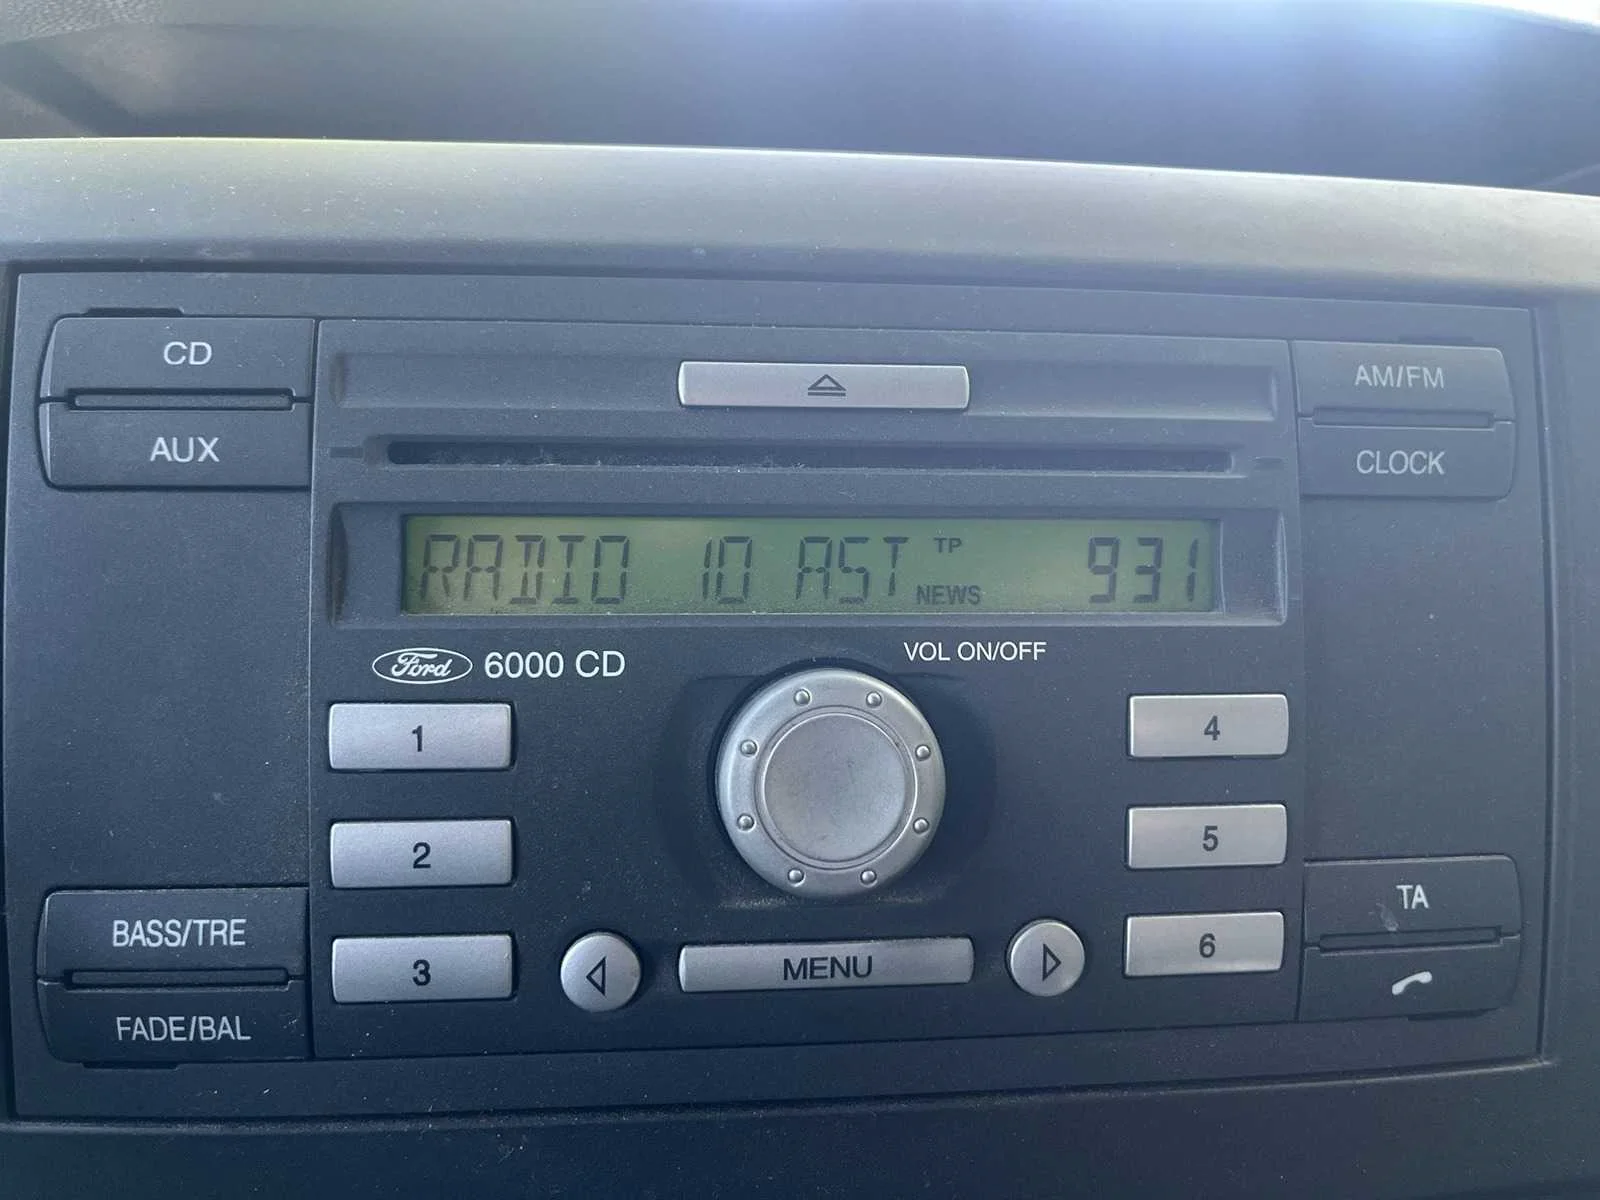 CD
AUX
AM/FM
CLOCK
RADIO 10 AST TP NEWS 931
Ford 6000 CD
VOL ON/OFF
1
4
2
5
3
6
MENU
BASS/TRE
FADE/BAL
TA